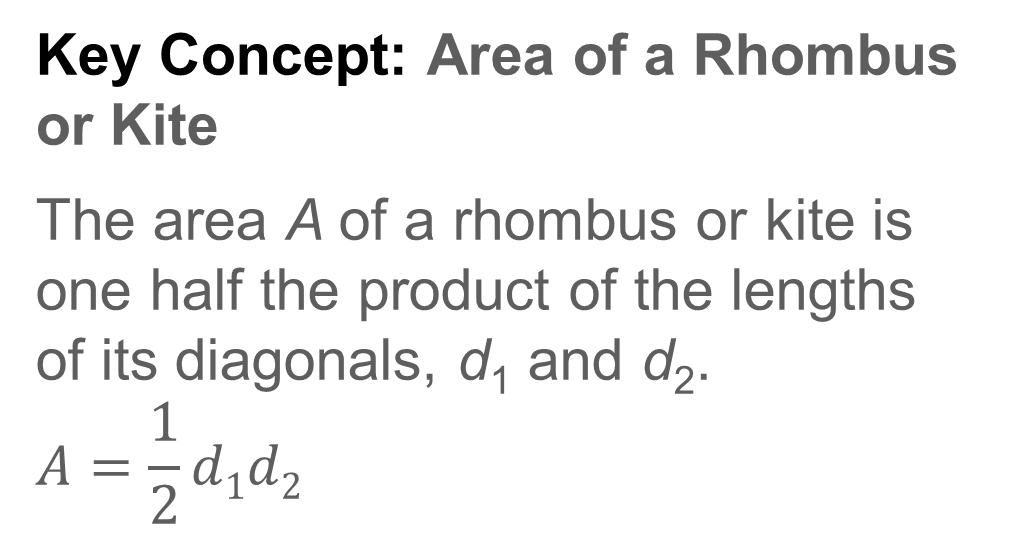 Key Concept: Area of a Rhombus
or Kite
The area A of a rhombus or kite is
one half the product of the lengths
of its diagonals, d₁ and d₂.
A = 1/2 d₁d₂